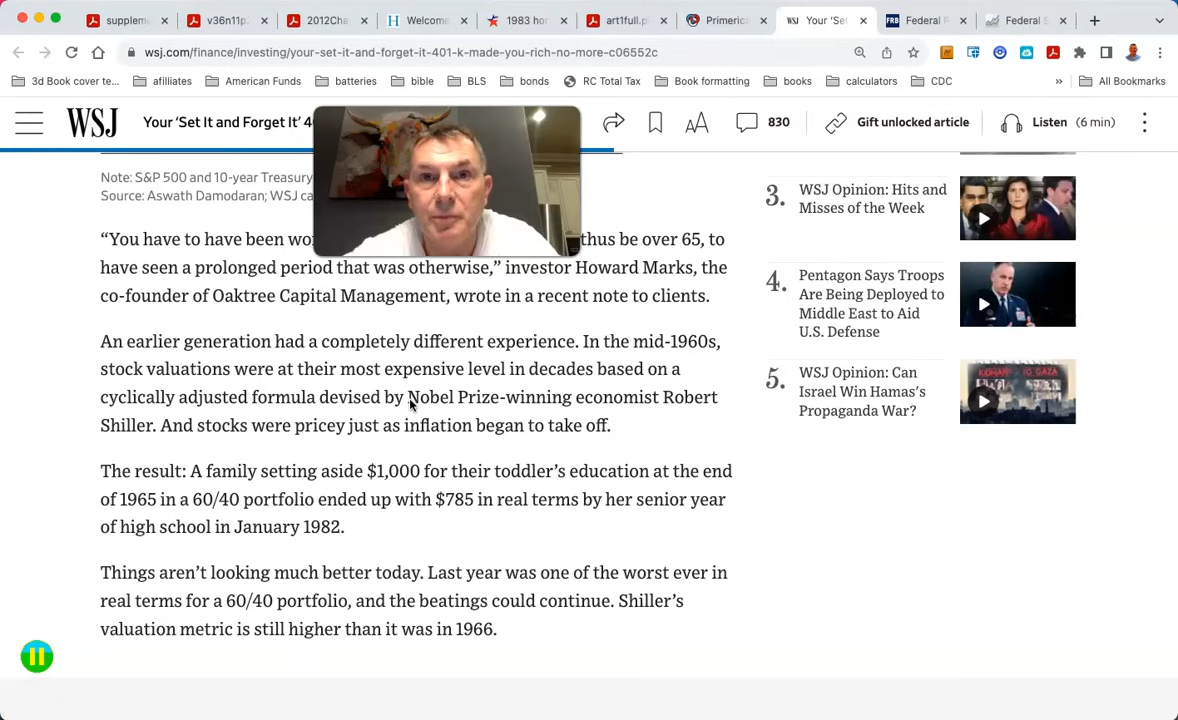 suppleme
v36n11p
2012Cha
Welcome
1983 ho
art1full.p
Primerica
WSJ Your 'Set
Federal R
Federal S
wsj.com/finance/investing/your-set-it-and-forget-it-401-k-made-you-rich-no-more-c06552c
3d Book cover te... afiliates American Funds batteries bible BLS bonds RC Total Tax Book formatting books calculators CDC » All Bookmarks
WSJ Your 'Set It and Forget It' 4 830 Gift unlocked article Listen (6 min)
Note: S&P 500 and 10-year Treasury
Source: Aswath Damodaran; WSJ ca
“You have to have been wo thus be over 65, to
have seen a prolonged period that was otherwise,” investor Howard Marks, the
co-founder of Oaktree Capital Management, wrote in a recent note to clients.
An earlier generation had a completely different experience. In the mid-1960s,
stock valuations were at their most expensive level in decades based on a
cyclically adjusted formula devised by Nobel Prize-winning economist Robert
Shiller. And stocks were pricey just as inflation began to take off.
The result: A family setting aside $1,000 for their toddler’s education at the end
of 1965 in a 60/40 portfolio ended up with $785 in real terms by her senior year
of high school in January 1982.
Things aren’t looking much better today. Last year was one of the worst ever in
real terms for a 60/40 portfolio, and the beatings could continue. Shiller’s
valuation metric is still higher than it was in 1966.
3. WSJ Opinion: Hits and
Misses of the Week
4. Pentagon Says Troops
Are Being Deployed to
Middle East to Aid
U.S. Defense
5. WSJ Opinion: Can
Israel Win Hamas’s
Propaganda War?